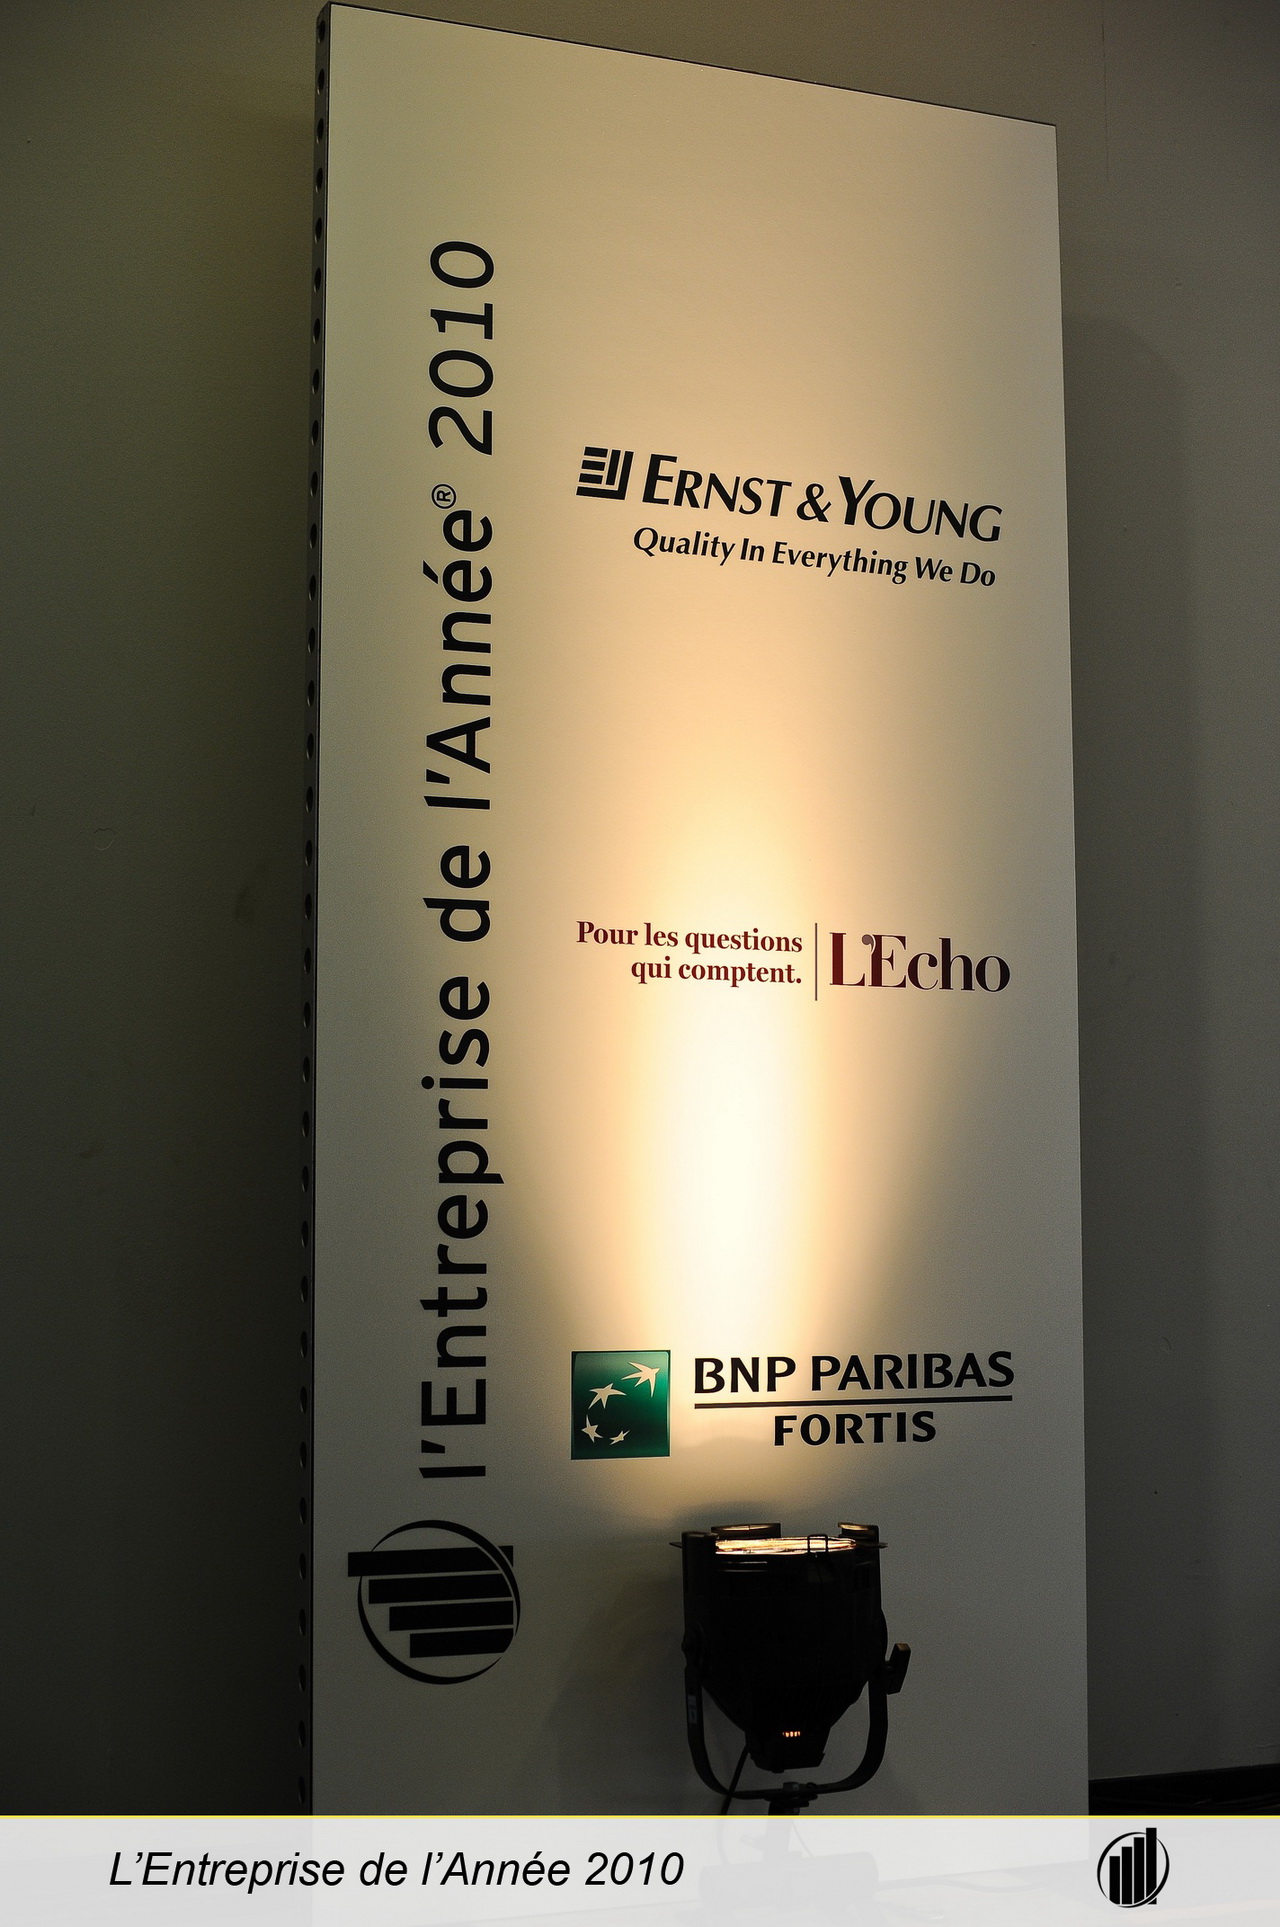 l'Entreprise de l'Année® 2010
ERNST & YOUNG
Quality In Everything We Do
Pour les questions
qui comptent.
L'Echo
BNP PARIBAS
FORTIS
L'Entreprise de l'Année 2010